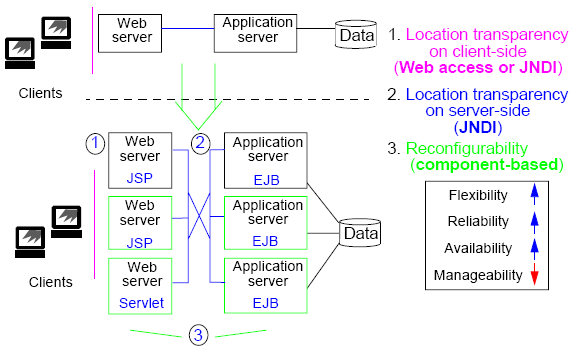 Web
server
Application
server
Data
Clients
1. Location transparency
on client-side
(Web access or JNDI)
2. Location transparency
on server-side
(JNDI)
3. Reconfigurability
(component-based)
1
Web
server
JSP
2
Application
server
EJB
Web
server
JSP
Application
server
EJB
Data
Clients
Web
server
Servlet
Application
server
EJB
3
Flexibility
Reliability
Availability
Manageability